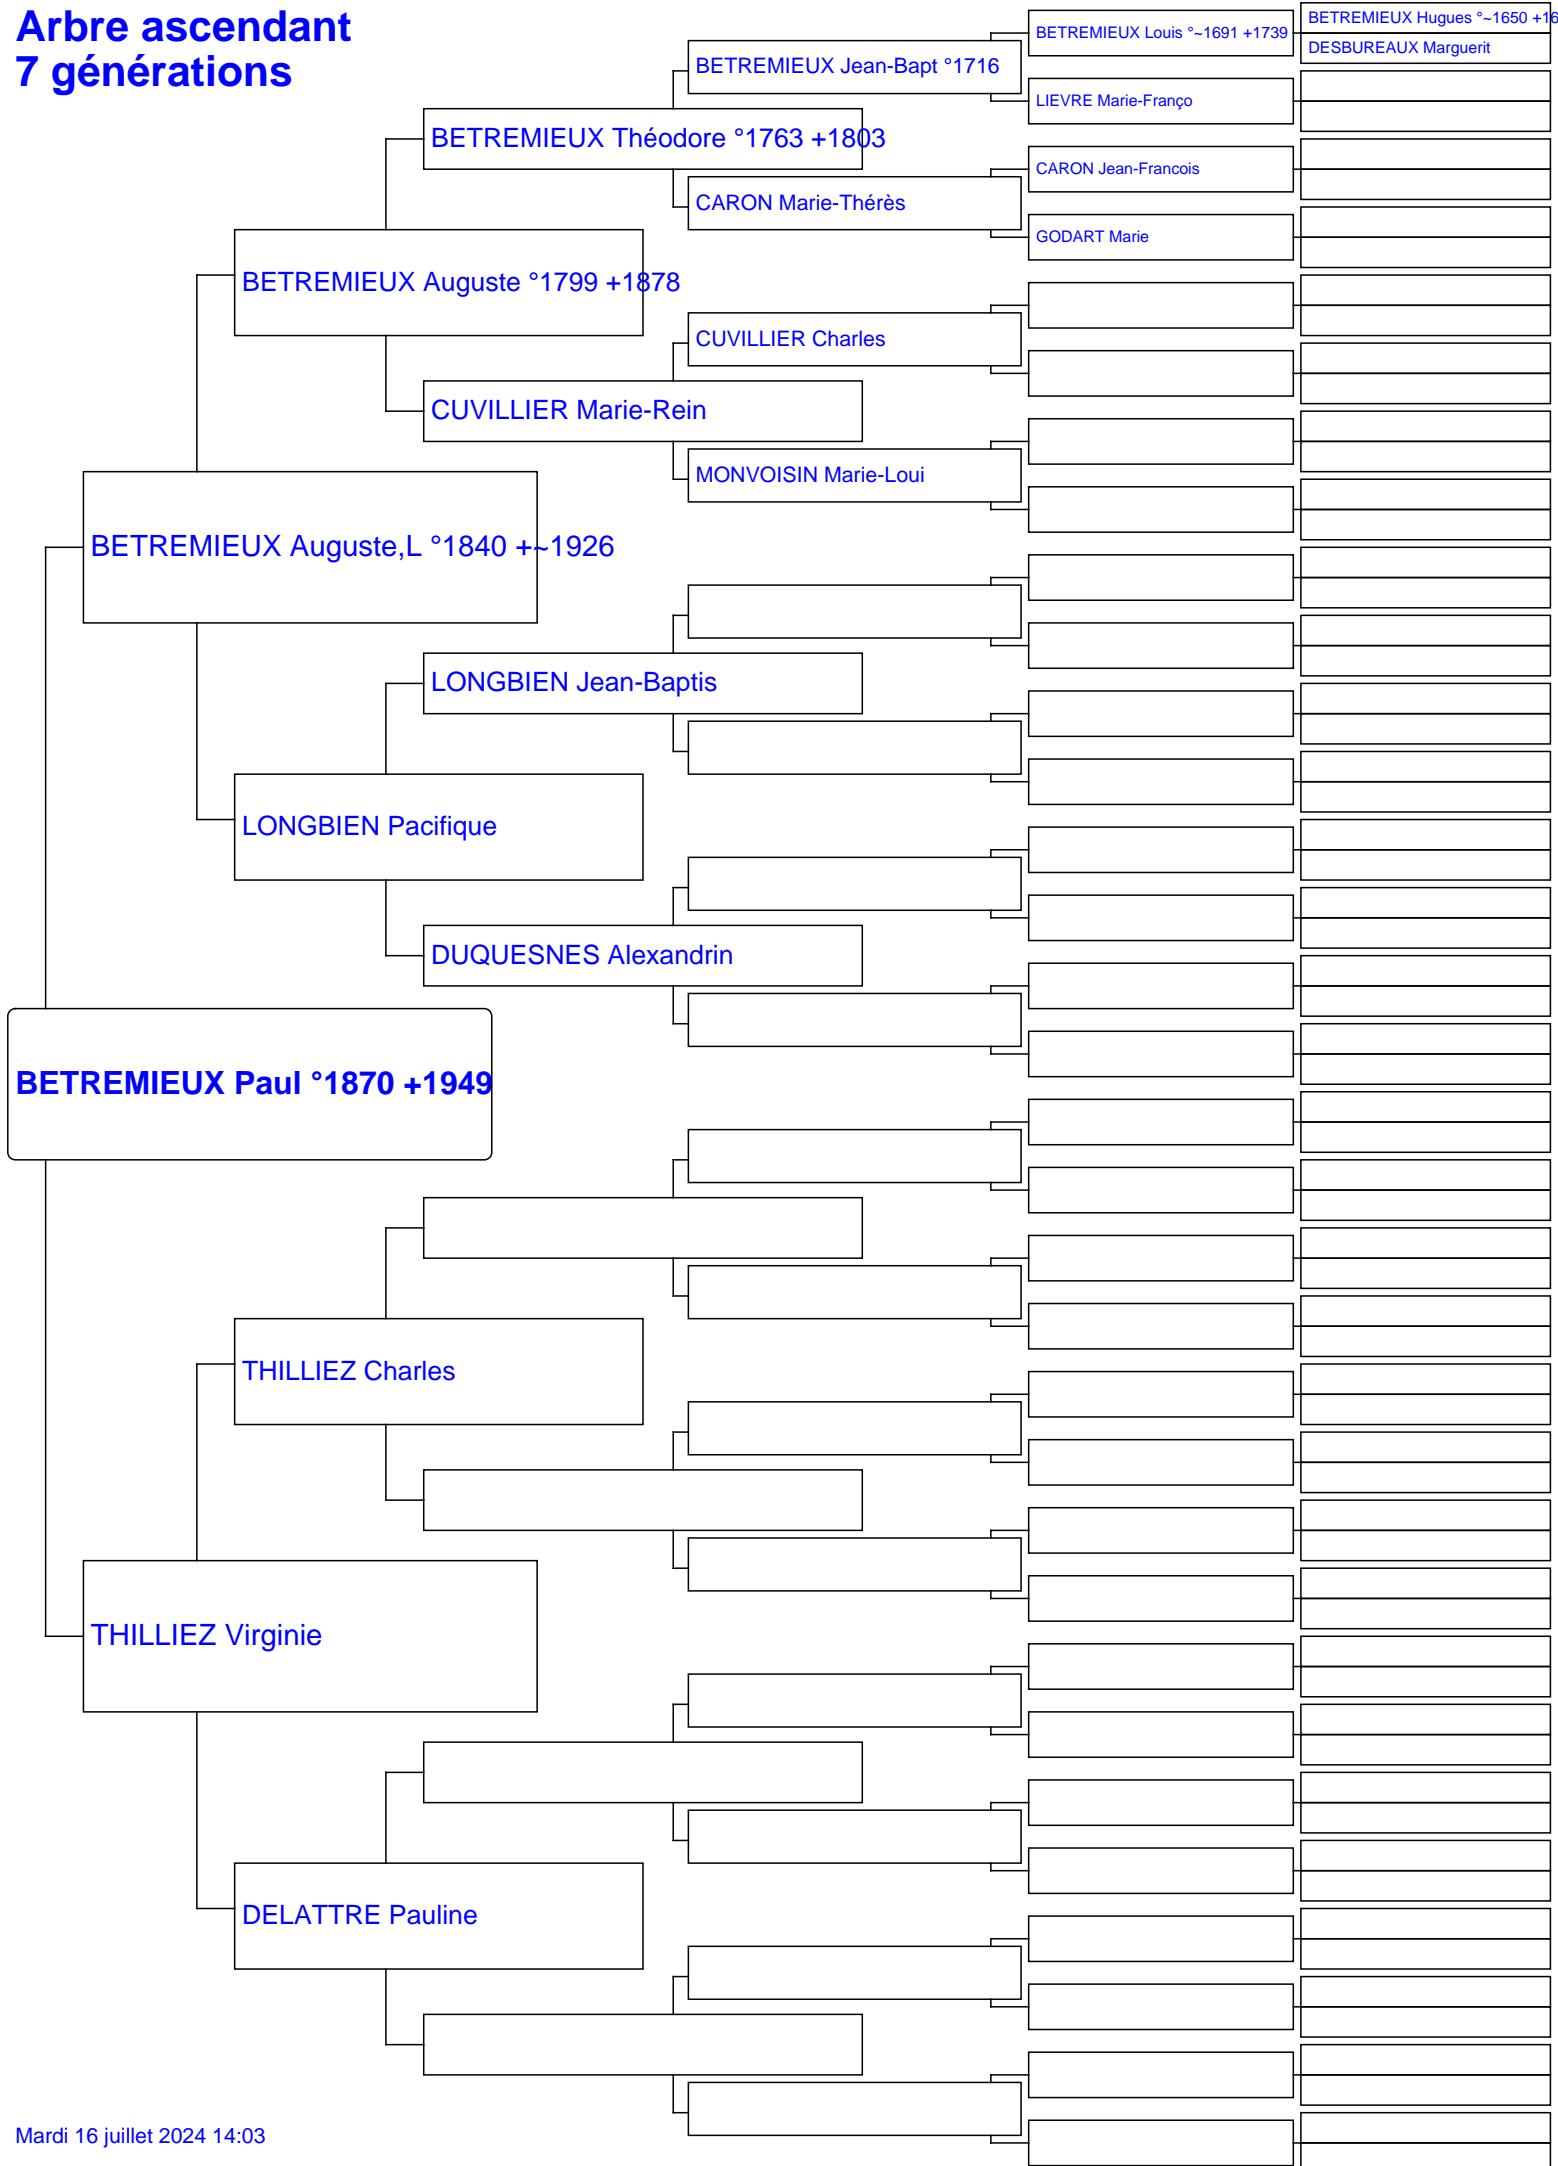 Arbre ascendant
7 générations
BETREMIEUX Hugues °~1650 +16
DESBUREAUX Marguerit
BETREMIEUX Louis °~1691 +1739
BETREMIEUX Jean-Bapt °1716
LIEVRE Marie-Franço
BETREMIEUX Théodore °1763 +1803
CARON Jean-Francois
CARON Marie-Thérès
GODART Marie
BETREMIEUX Auguste °1799 +1878
CUVILLIER Charles
CUVILLIER Marie-Rein
MONVOISIN Marie-Loui
BETREMIEUX Auguste,L °1840 +~1926
LONGBIEN Jean-Baptis
LONGBIEN Pacifique
DUQUESNES Alexandrin
BETREMIEUX Paul °1870 +1949
THILLIEZ Charles
THILLIEZ Virginie
DELATTRE Pauline
Mardi 16 juillet 2024 14:03